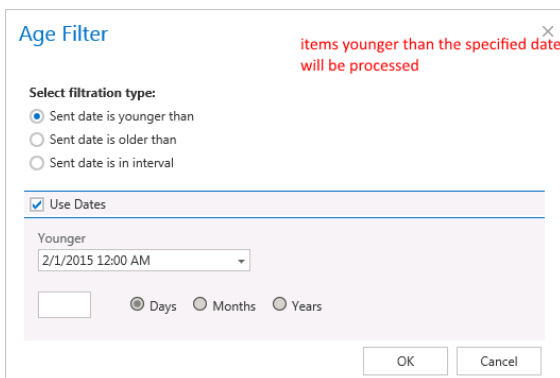 Age Filter
items younger than the specified date
will be processed
Select filtration type:
Sent date is younger than
Sent date is older than
Sent date is in interval
Use Dates
Younger
2/1/2015 12:00 AM
Days Months Years
OK Cancel